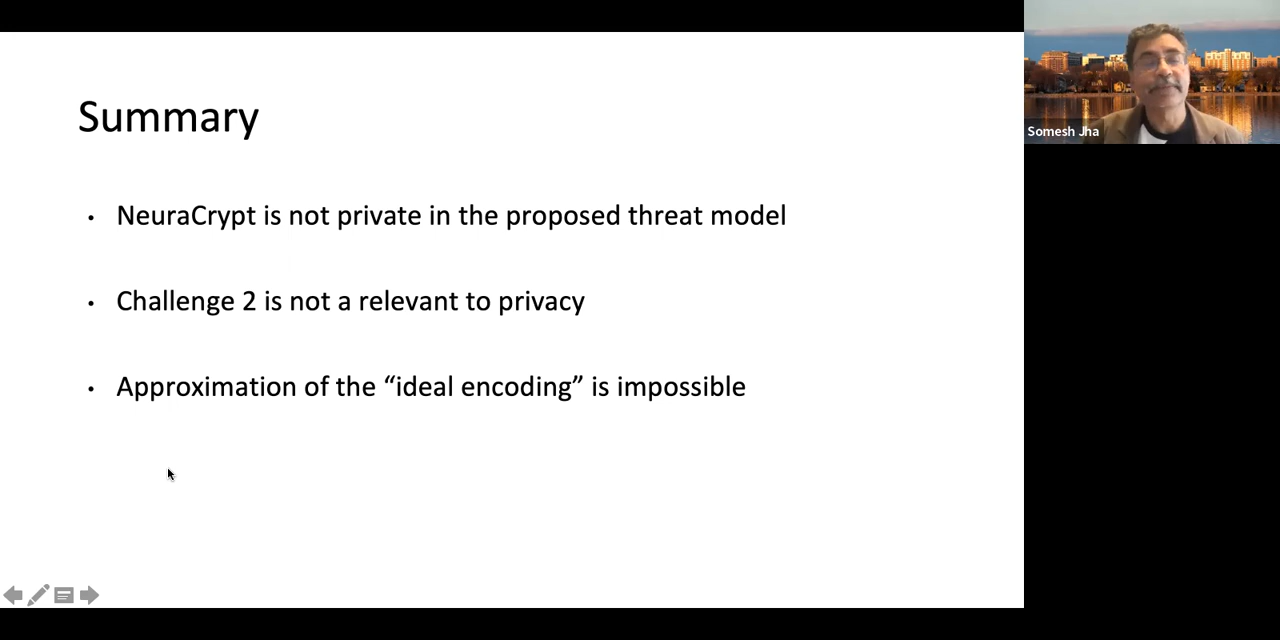 Summary
• NeuraCrypt is not private in the proposed threat model
• Challenge 2 is not a relevant to privacy
• Approximation of the “ideal encoding” is impossible
Somesh Jha